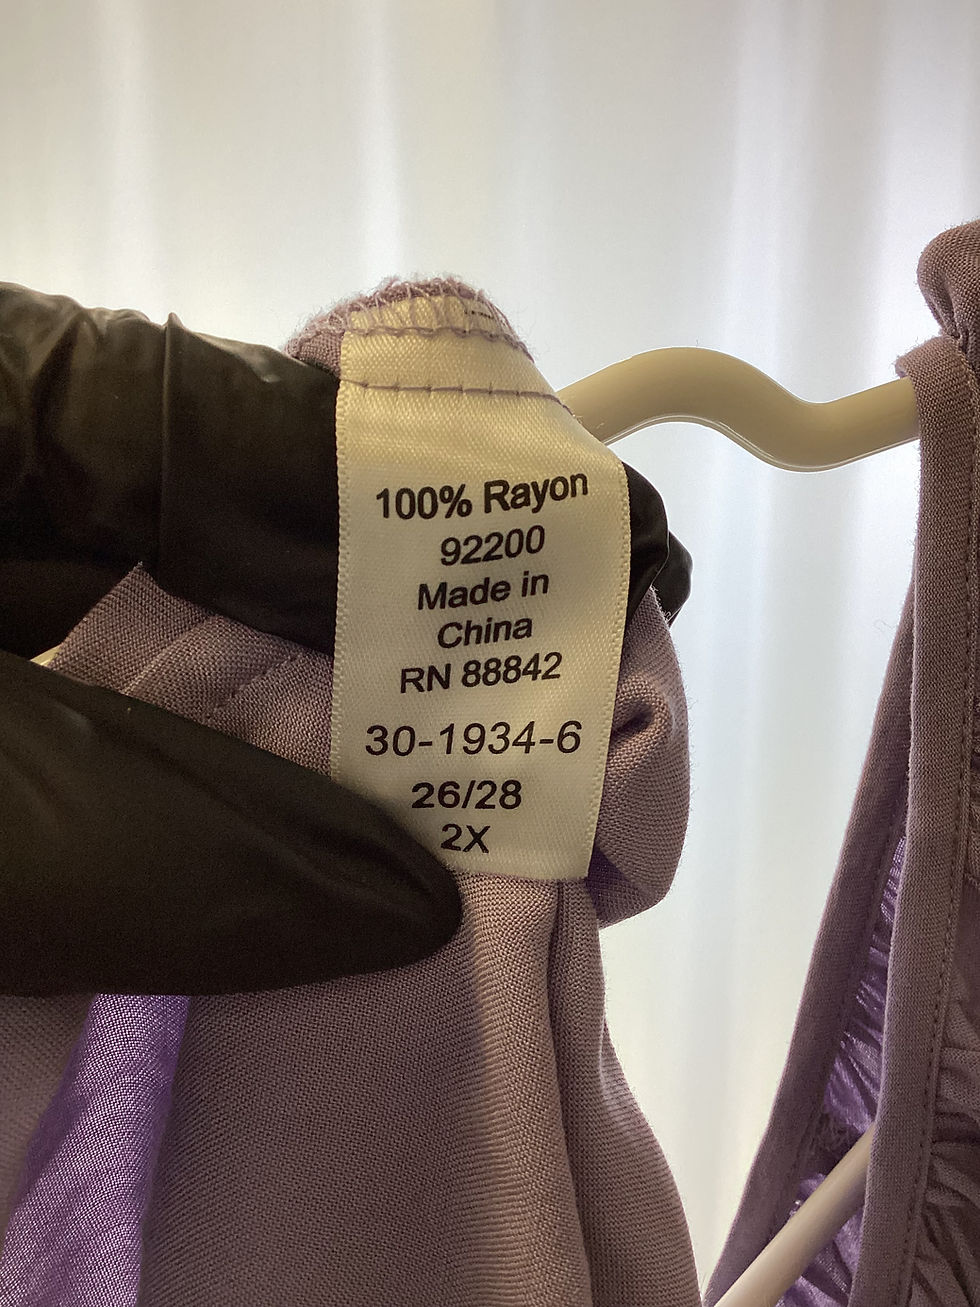 100% Rayon
92200
Made in
China
RN 88842
30-1934-6
26/28
2X